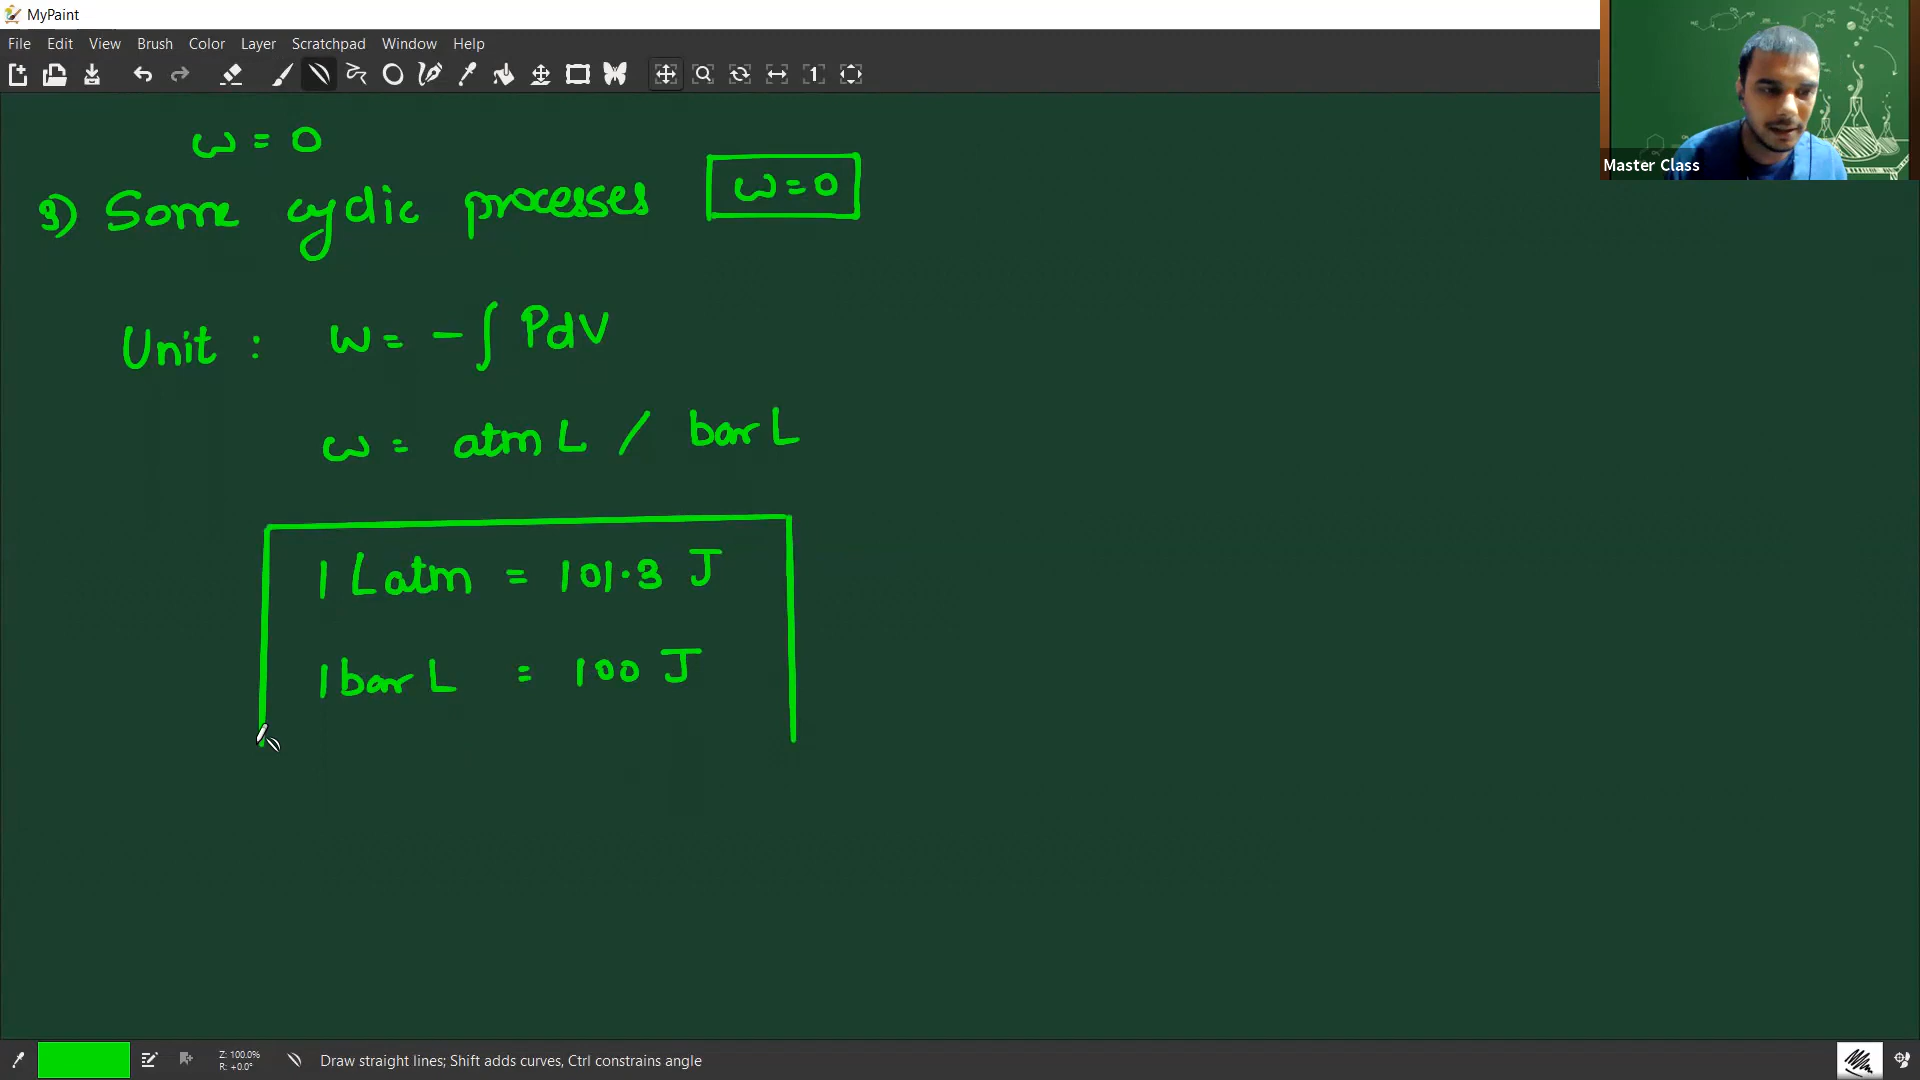 MyPaint
File Edit View Brush Color Layer Scratchpad Window Help
Master Class
w = 0
3) Some cyclic processes w = 0
Unit : w = - ∫ PdV
w = atm L / bar L
1 L atm = 101.3 J
1 bar L = 100 J
Z: 100.0%
R: +0.0°
Draw straight lines; Shift adds curves, Ctrl constrains angle